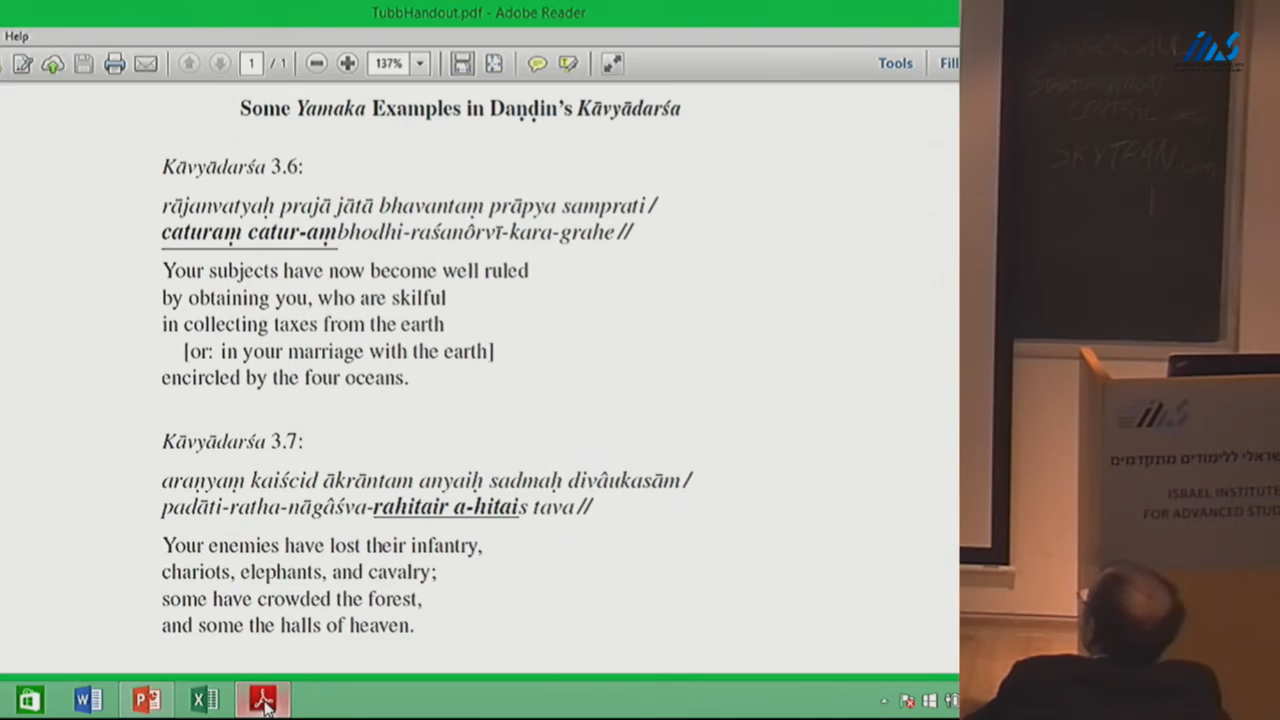 TubbHandout.pdf - Adobe Reader
Help
1 / 1 137% Tools
Some Yamaka Examples in Daṇḍin's Kāvyādarśa
Kāvyādarśa 3.6:
rājanvatyaḥ prajā jātā bhavantaṃ prāpya samprati /
caturaṃ catur-aṃbhodhi-raśanôrvī-kara-grahe //
Your subjects have now become well ruled
by obtaining you, who are skilful
in collecting taxes from the earth
[or: in your marriage with the earth]
encircled by the four oceans.
Kāvyādarśa 3.7:
araṇyaṃ kaiścid ākrāntam anyaiḥ sadmaḥ divâukasām /
padāti-ratha-nāgâśva-rahitair a-hitais tava //
Your enemies have lost their infantry,
chariots, elephants, and cavalry;
some have crowded the forest,
and some the halls of heaven.
SKYTRAN
ללימודים מתקדמים
ISRAEL INSTITUTE
FOR ADVANCED STUD